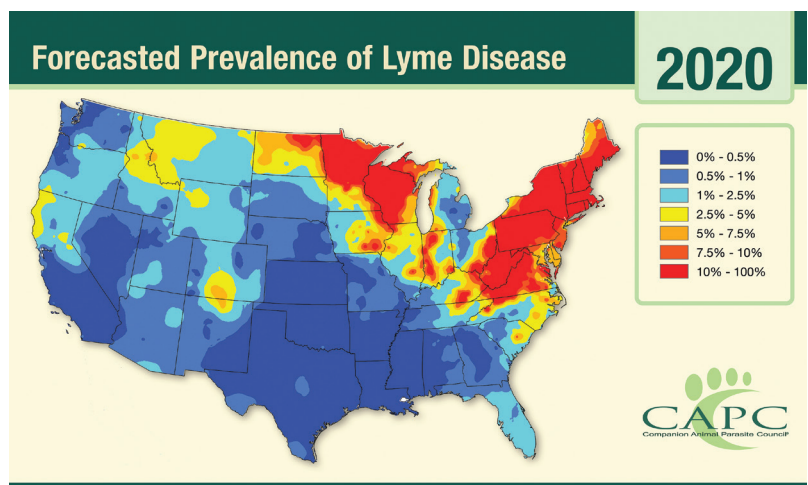 Forecasted Prevalence of Lyme Disease
2020
0% - 0.5%
0.5% - 1%
1% - 2.5%
2.5% - 5%
5% - 7.5%
7.5% - 10%
10% - 100%
CAPC
Companion Animal Parasite Council